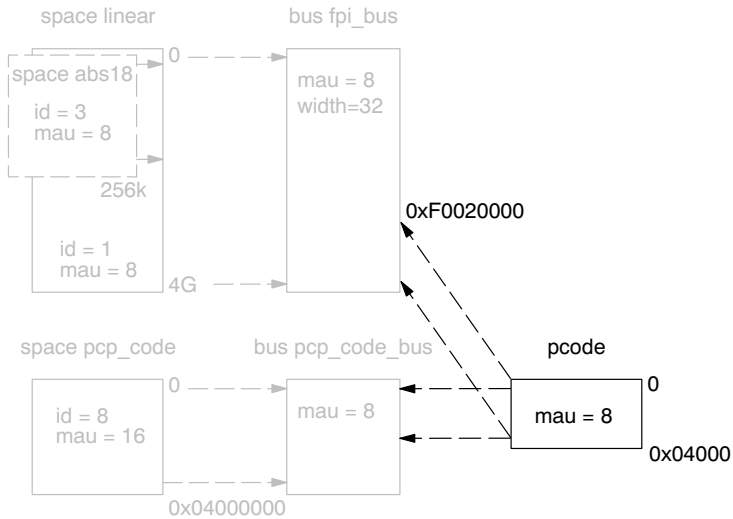 space linear
bus fpi_bus
0
space abs18
id = 3
mau = 8
mau = 8
width=32
256k
0xF0020000
id = 1
mau = 8
4G
space pcp_code
bus pcp_code_bus
pcode
0
0
id = 8
mau = 16
mau = 8
mau = 8
0x04000
0x04000000